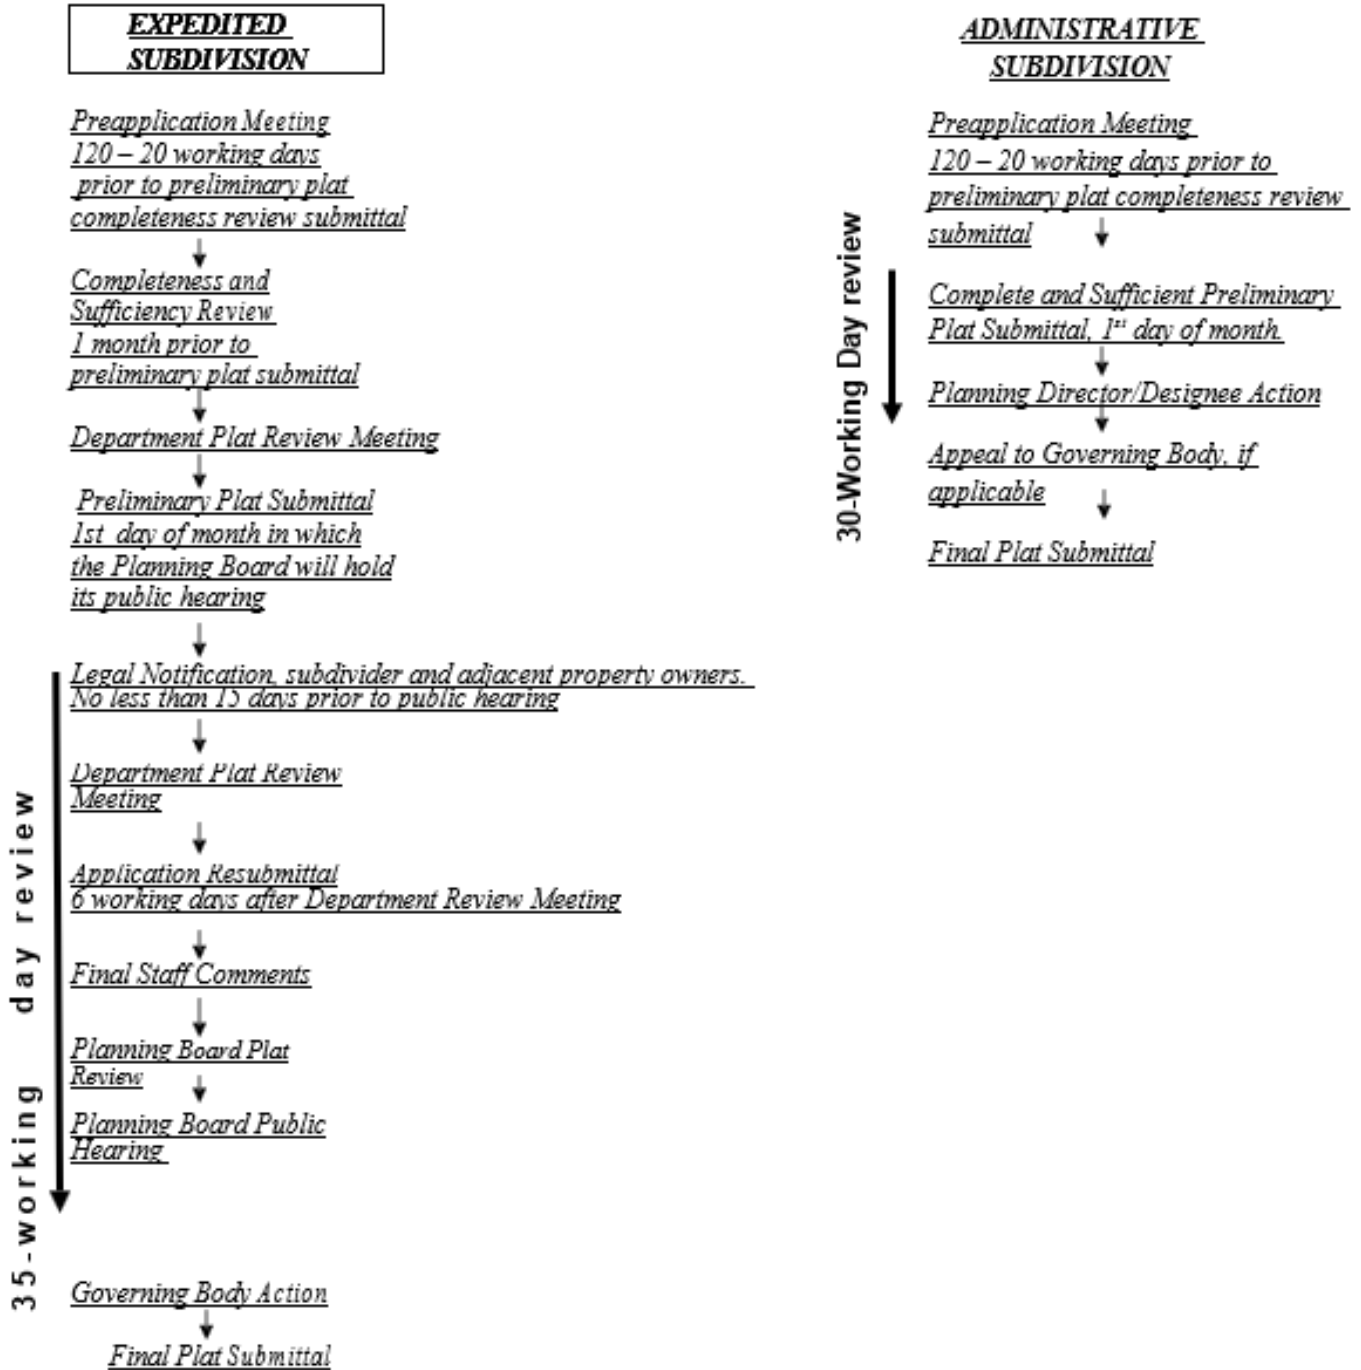 EXPEDITED
SUBDIVISION
Preapplication Meeting
120 – 20 working days
prior to preliminary plat
completeness review submittal
Completeness and
Sufficiency Review
1 month prior to
preliminary plat submittal
Department Plat Review Meeting
Preliminary Plat Submittal
1st day of month in which
the Planning Board will hold
its public hearing
Legal Notification, subdivider and adjacent property owners.
No less than 15 days prior to public hearing
Department Plat Review
Meeting
Application Resubmittal
6 working days after Department Review Meeting
Final Staff Comments
Planning Board Plat
Review
Planning Board Public
Hearing
Governing Body Action
Final Plat Submittal
35-working day review
ADMINISTRATIVE
SUBDIVISION
Preapplication Meeting
120 – 20 working days prior to
preliminary plat completeness review
submittal
Complete and Sufficient Preliminary
Plat Submittal, 1st day of month.
Planning Director/Designee Action
Appeal to Governing Body, if
applicable
Final Plat Submittal
30-Working Day review